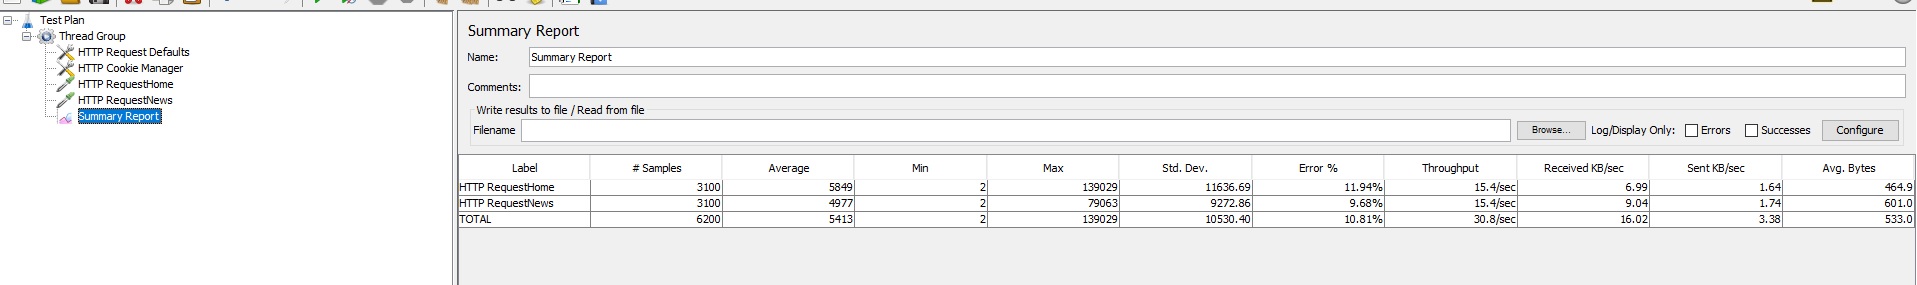 Test Plan
Thread Group
HTTP Request Defaults
HTTP Cookie Manager
HTTP RequestHome
HTTP RequestNews
Summary Report
Summary Report
Name: Summary Report
Comments:
Write results to file / Read from file
Filename Browse... Log/Display Only: Errors Successes Configure
Label # Samples Average Min Max Std. Dev. Error % Throughput Received KB/sec Sent KB/sec Avg. Bytes
HTTP RequestHome 3100 5849 2 139029 11636.69 11.94% 15.4/sec 6.99 1.64 464.9
HTTP RequestNews 3100 4977 2 79063 9272.86 9.68% 15.4/sec 9.04 1.74 601.0
TOTAL 6200 5413 2 139029 10530.40 10.81% 30.8/sec 16.02 3.38 533.0